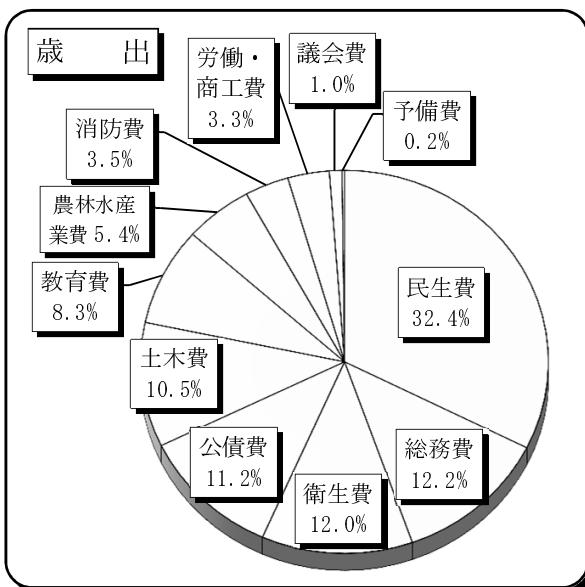 歳　出
労働・
商工費
3.3%
議会費
1.0%
予備費
0.2%
消防費
3.5%
農林水産
業費 5.4%
教育費
8.3%
民生費
32.4%
土木費
10.5%
公債費
11.2%
衛生費
12.0%
総務費
12.2%